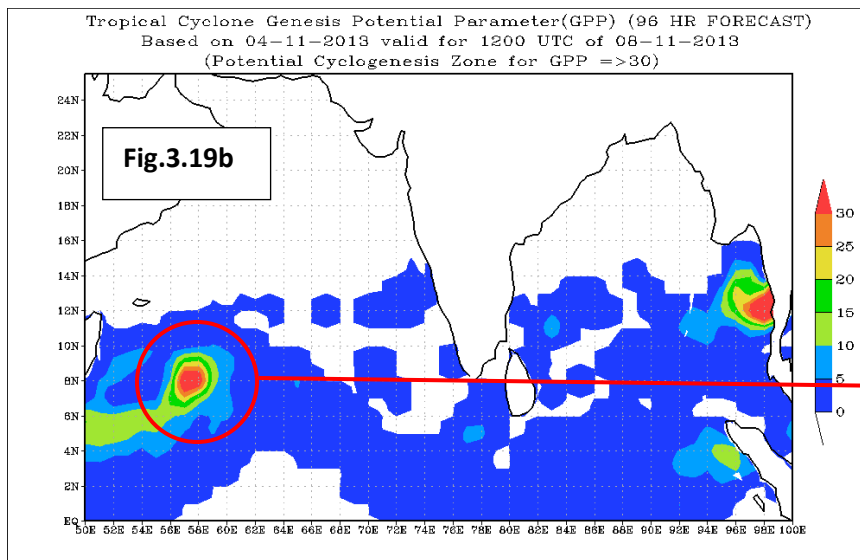 Tropical Cyclone Genesis Potential Parameter(GPP) (96 HR FORECAST)
Based on 04-11-2013 valid for 1200 UTC of 08-11-2013
(Potential Cyclogenesis Zone for GPP =>30)
Fig.3.19b
24N
22N
20N
18N
16N
14N
12N
10N
8N
6N
4N
2N
EQ
50E 52E 54E 56E 58E 60E 62E 64E 66E 68E 70E 72E 74E 76E 78E 80E 82E 84E 86E 88E 90E 92E 94E 96E 98E 100E
30
25
20
15
10
5
0